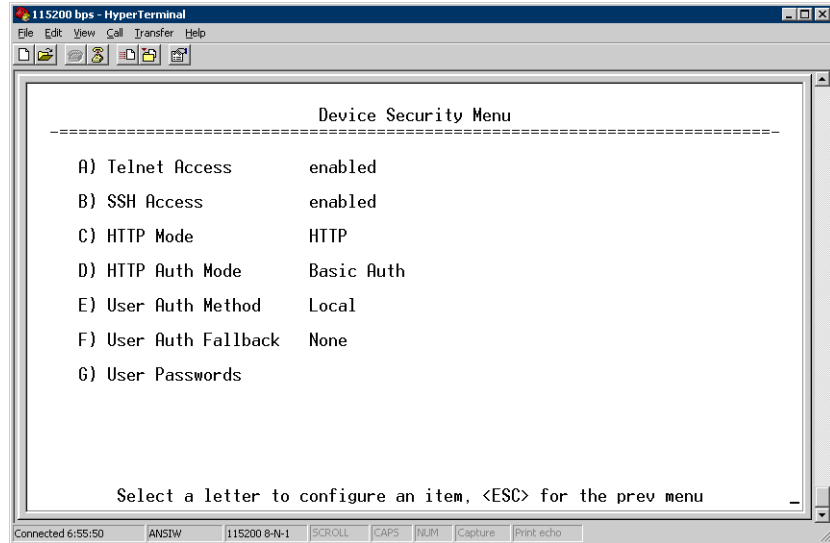 115200 bps - HyperTerminal
File Edit View Call Transfer Help
Device Security Menu
-==========================================================================-
A) Telnet Access enabled
B) SSH Access enabled
C) HTTP Mode HTTP
D) HTTP Auth Mode Basic Auth
E) User Auth Method Local
F) User Auth Fallback None
G) User Passwords
Select a letter to configure an item, <ESC> for the prev menu _
Connected 6:55:50 ANSIW 115200 8-N-1 SCROLL CAPS NUM Capture Print echo